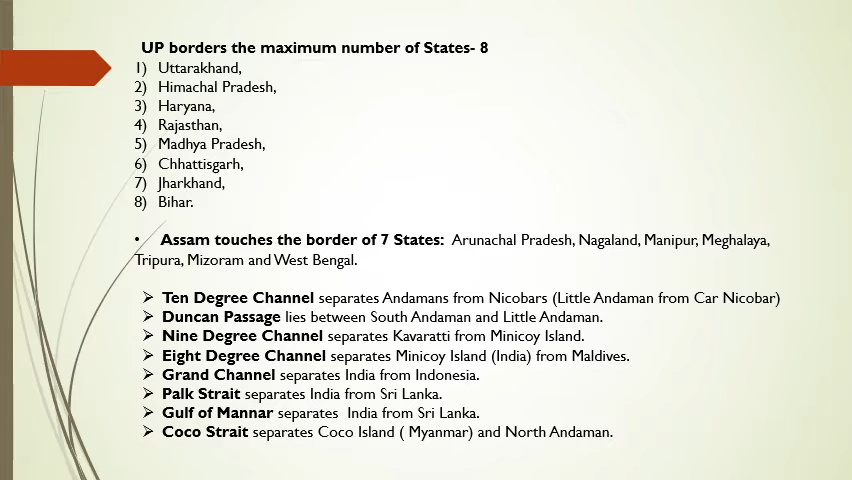 UP borders the maximum number of States- 8
1) Uttarakhand,
2) Himachal Pradesh,
3) Haryana,
4) Rajasthan,
5) Madhya Pradesh,
6) Chhattisgarh,
7) Jharkhand,
8) Bihar.
• Assam touches the border of 7 States: Arunachal Pradesh, Nagaland, Manipur, Meghalaya,
Tripura, Mizoram and West Bengal.
➢ Ten Degree Channel separates Andamans from Nicobars (Little Andaman from Car Nicobar)
➢ Duncan Passage lies between South Andaman and Little Andaman.
➢ Nine Degree Channel separates Kavaratti from Minicoy Island.
➢ Eight Degree Channel separates Minicoy Island (India) from Maldives.
➢ Grand Channel separates India from Indonesia.
➢ Palk Strait separates India from Sri Lanka.
➢ Gulf of Mannar separates India from Sri Lanka.
➢ Coco Strait separates Coco Island ( Myanmar) and North Andaman.